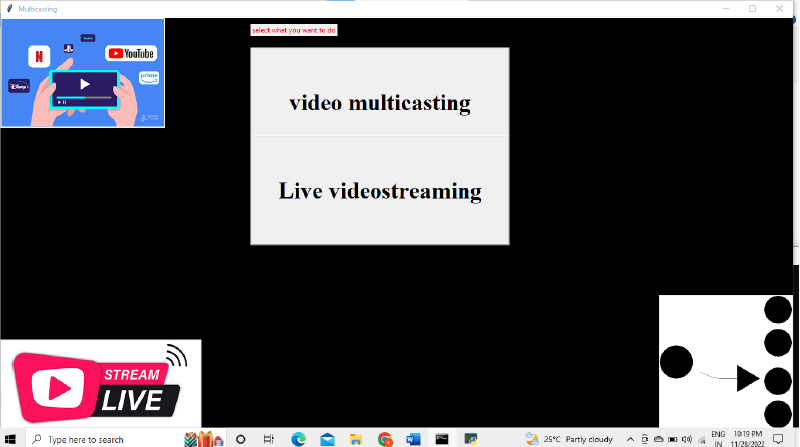 Multicasting
select what you want to do
N
YouTube
prime
Disney+
video multicasting
Live videostreaming
STREAM
LIVE
Type here to search
25°C Partly cloudy
ENG
IN
10:19 PM
11/28/2022